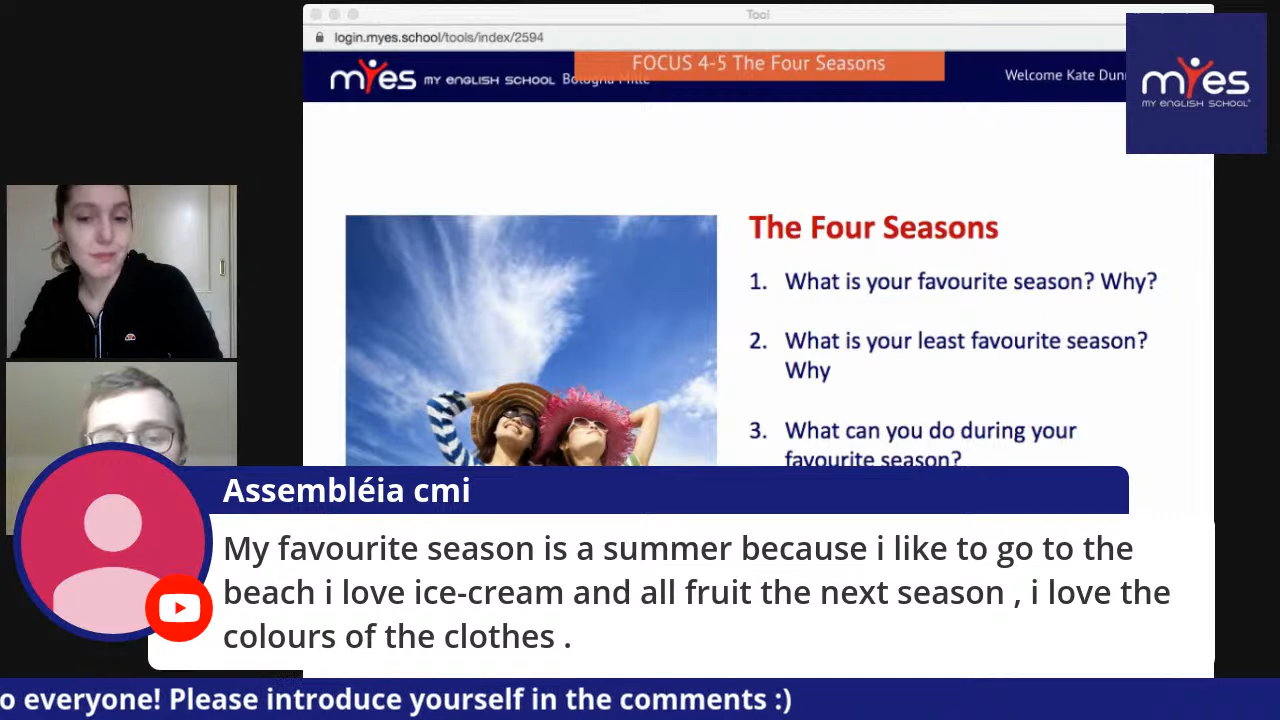 Tool
login.myes.school/tools/index/2594
FOCUS 4-5 The Four Seasons
myes MY ENGLISH SCHOOL Bologna Mille
Welcome Kate Dun
myes
MY ENGLISH SCHOOL
The Four Seasons
1. What is your favourite season? Why?
2. What is your least favourite season?
Why
3. What can you do during your
favourite season?
Assembléia cmi
My favourite season is a summer because i like to go to the
beach i love ice-cream and all fruit the next season , i love the
colours of the clothes .
o everyone! Please introduce yourself in the comments :)